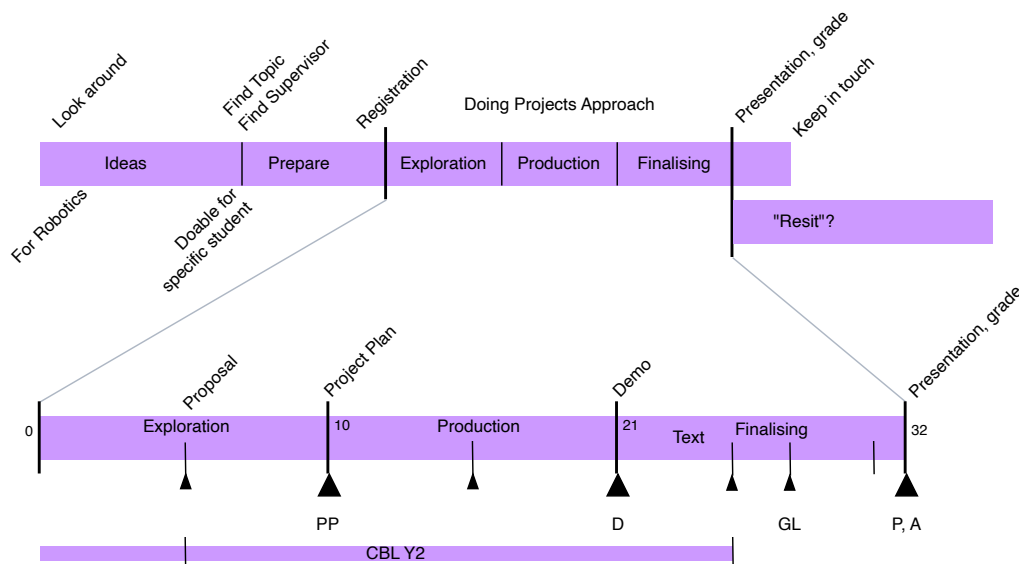 Look around
Find Topic
Find Supervisor
Registration
Doing Projects Approach
Presentation, grade
Keep in touch
Ideas
Prepare
Exploration
Production
Finalising
For Robotics
Doable for
specific student
"Resit"?
Proposal
Project Plan
Demo
Presentation, grade
0
Exploration
10
Production
21
Text
Finalising
32
PP
D
GL
P, A
CBL Y2